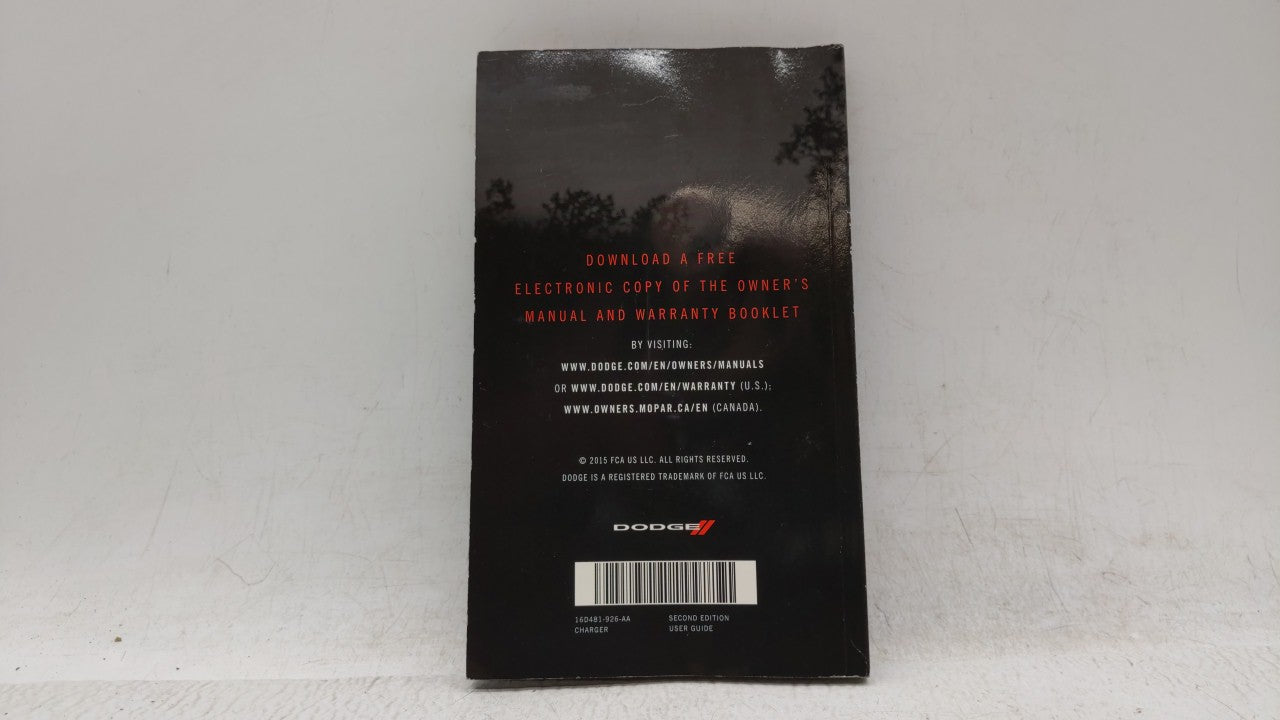 DOWNLOAD A FREE
ELECTRONIC COPY OF THE OWNER'S
MANUAL AND WARRANTY BOOKLET
BY VISITING:
WWW.DODGE.COM/EN/OWNERS/MANUALS
OR WWW.DODGE.COM/EN/WARRANTY (U.S.);
WWW.OWNERS.MOPAR.CA/EN (CANADA).
© 2015 FCA US LLC. ALL RIGHTS RESERVED.
DODGE IS A REGISTERED TRADEMARK OF FCA US LLC.
DODGE
16D481-926-AA SECOND EDITION
CHARGER USER GUIDE